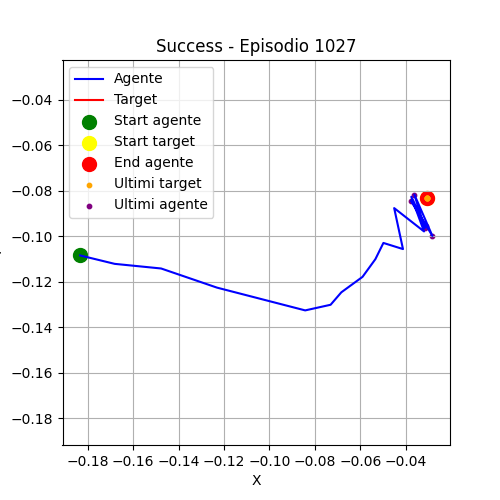 Success - Episodio 1027
Agente
Target
Start agente
Start target
End agente
Ultimi target
Ultimi agente
−0.04
−0.06
−0.08
−0.10
−0.12
−0.14
−0.16
−0.18
−0.18 −0.16 −0.14 −0.12 −0.10 −0.08 −0.06 −0.04
X